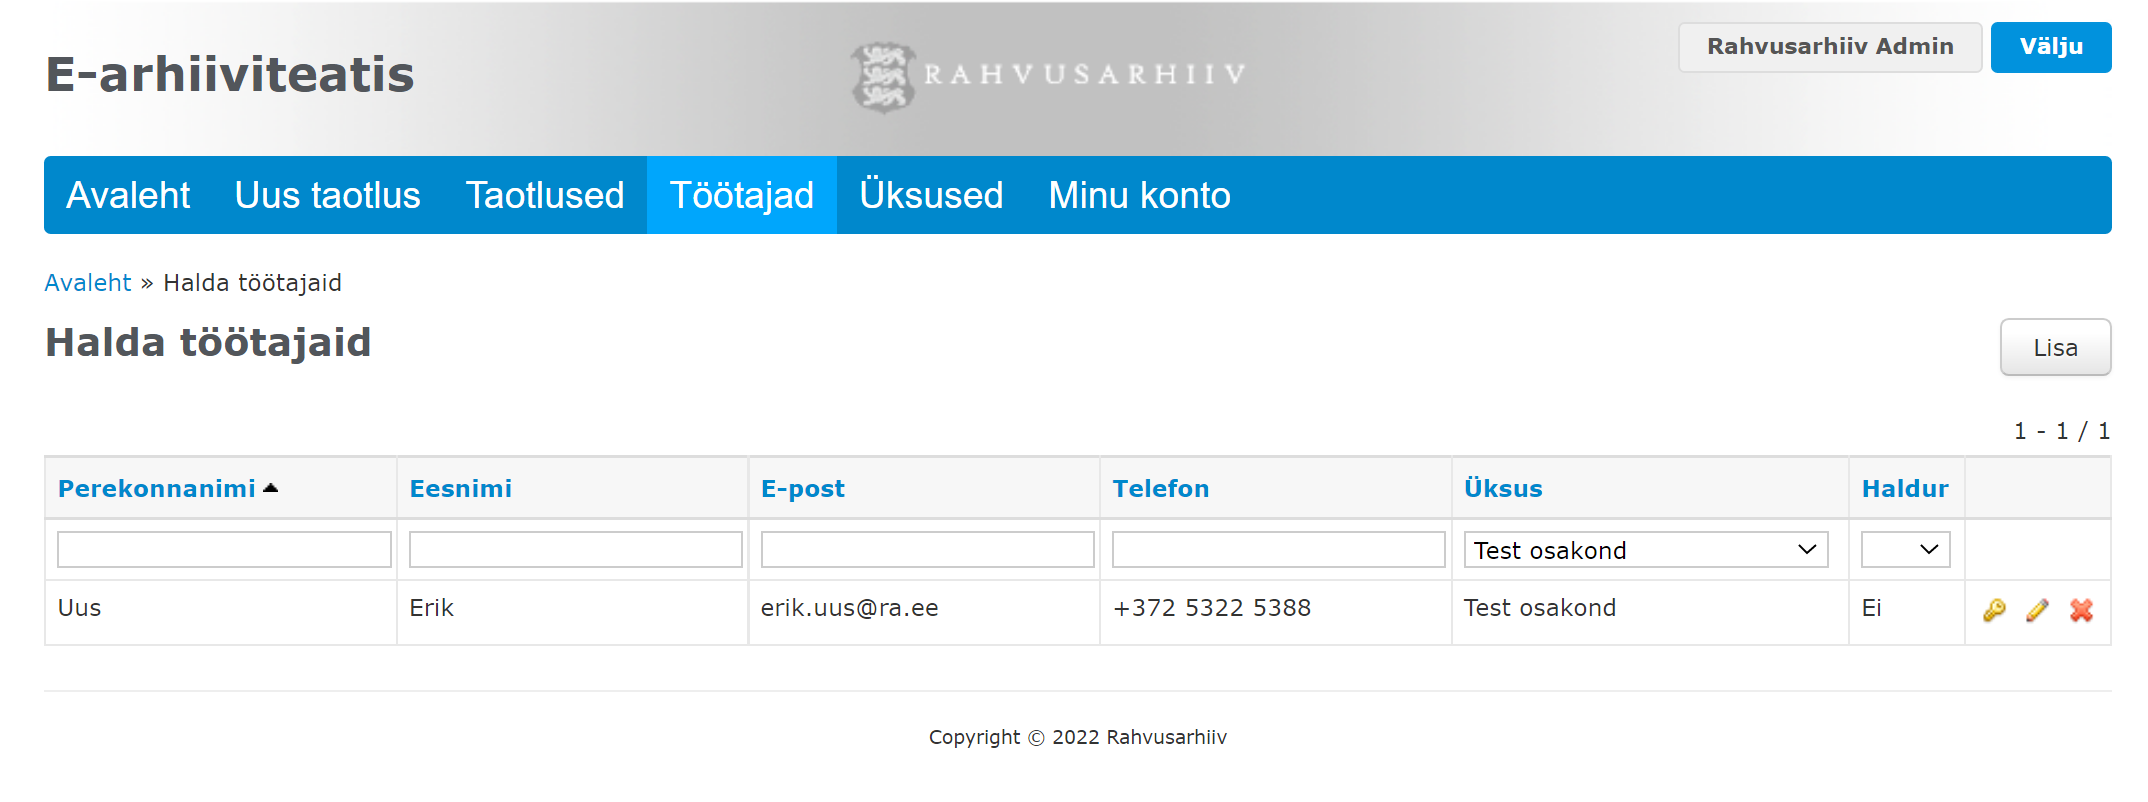 E-arhiiviteatis
RAHVUSARHIIV
Rahvusarhiiv Admin
Välju
Avaleht Uus taotlus Taotlused Töötajad Üksused Minu konto
Avaleht » Halda töötajaid
Halda töötajaid
Lisa
1 - 1 / 1
Perekonnanimi Eesnimi E-post Telefon Üksus Haldur
Test osakond
Uus Erik erik.uus@ra.ee +372 5322 5388 Test osakond Ei
Copyright © 2022 Rahvusarhiiv